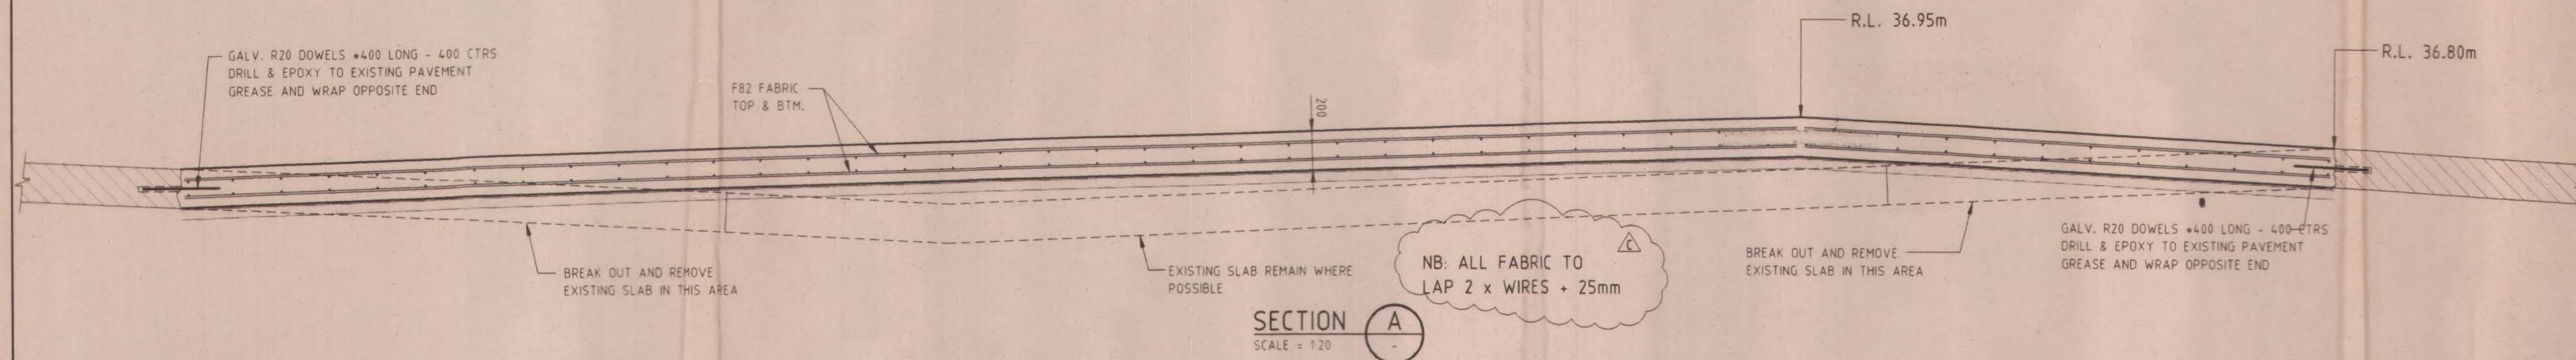 R.L. 36.95m
R.L. 36.80m
GALV. R20 DOWELS *400 LONG - 400 CTRS
DRILL & EPOXY TO EXISTING PAVEMENT
GREASE AND WRAP OPPOSITE END
F82 FABRIC
TOP & BTM.
200
BREAK OUT AND REMOVE
EXISTING SLAB IN THIS AREA
EXISTING SLAB REMAIN WHERE
POSSIBLE
C
NB: ALL FABRIC TO
LAP 2 x WIRES + 25mm
BREAK OUT AND REMOVE
EXISTING SLAB IN THIS AREA
GALV. R20 DOWELS *400 LONG - 400 CTRS
DRILL & EPOXY TO EXISTING PAVEMENT
GREASE AND WRAP OPPOSITE END
SECTION A
SCALE = 1:20 -